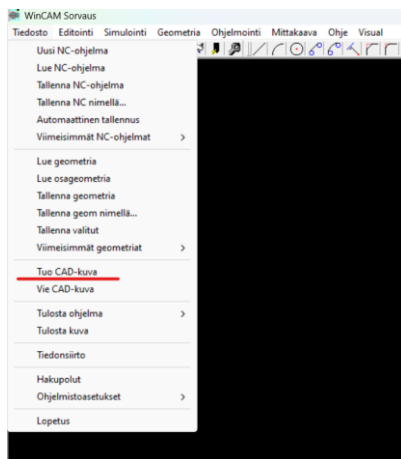 WinCAM Sorvaus
Tiedosto Editointi Simulointi Geometria Ohjelmointi Mittakaava Ohje Visual
Uusi NC-ohjelma
Lue NC-ohjelma
Tallenna NC-ohjelma
Tallenna NC nimellä...
Automaattinen tallennus
Viimeisimmät NC-ohjelmat
Lue geometria
Lue osageometria
Tallenna geometria
Tallenna geom nimellä...
Tallenna valitut
Viimeisimmät geometriat
Tuo CAD-kuva
Vie CAD-kuva
Tulosta ohjelma
Tulosta kuva
Tiedonsiirto
Hakupolut
Ohjelmistoasetukset
Lopetus